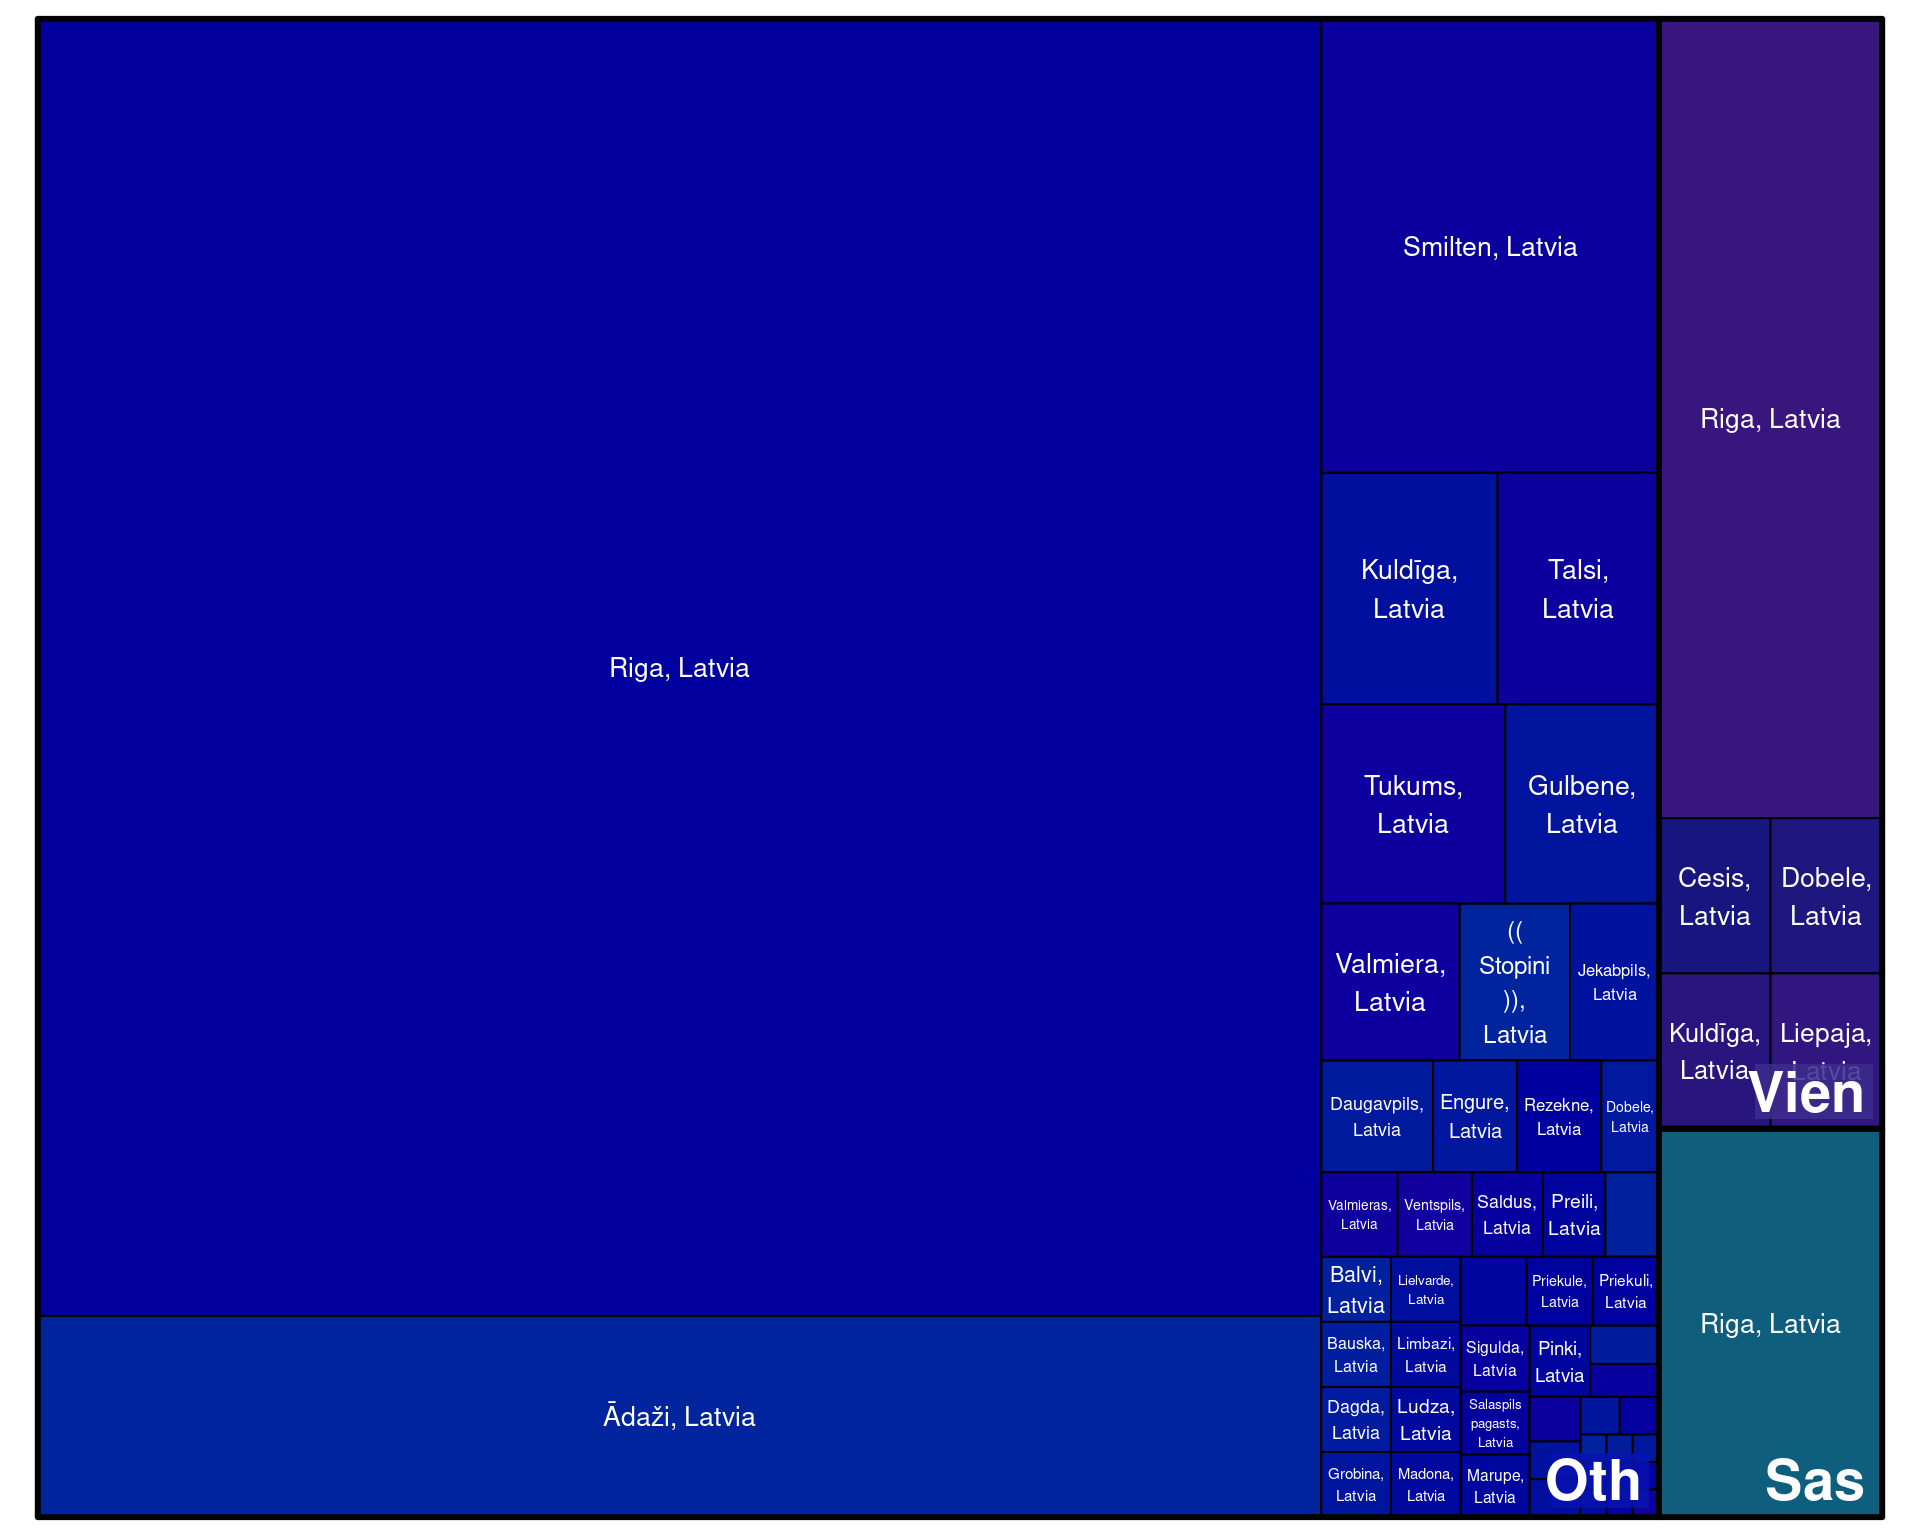 Riga, Latvia
Ādaži, Latvia
Smilten, Latvia
Kuldīga,
Latvia
Talsi,
Latvia
Tukums,
Latvia
Gulbene,
Latvia
Valmiera,
Latvia
((
Stopini
)),
Latvia
Jekabpils,
Latvia
Daugavpils,
Latvia
Engure,
Latvia
Rezekne,
Latvia
Dobele,
Latvia
Valmieras,
Latvia
Ventspils,
Latvia
Saldus,
Latvia
Preili,
Latvia
Balvi,
Latvia
Lielvarde,
Latvia
Priekule,
Latvia
Priekuli,
Latvia
Bauska,
Latvia
Limbazi,
Latvia
Sigulda,
Latvia
Pinki,
Latvia
Dagda,
Latvia
Ludza,
Latvia
Salaspils
pagasts,
Latvia
Grobina,
Latvia
Madona,
Latvia
Marupe,
Latvia
Oth
Riga, Latvia
Cesis,
Latvia
Dobele,
Latvia
Kuldīga,
Latvia
Liepaja,
Latvia
Vien
Riga, Latvia
Sas